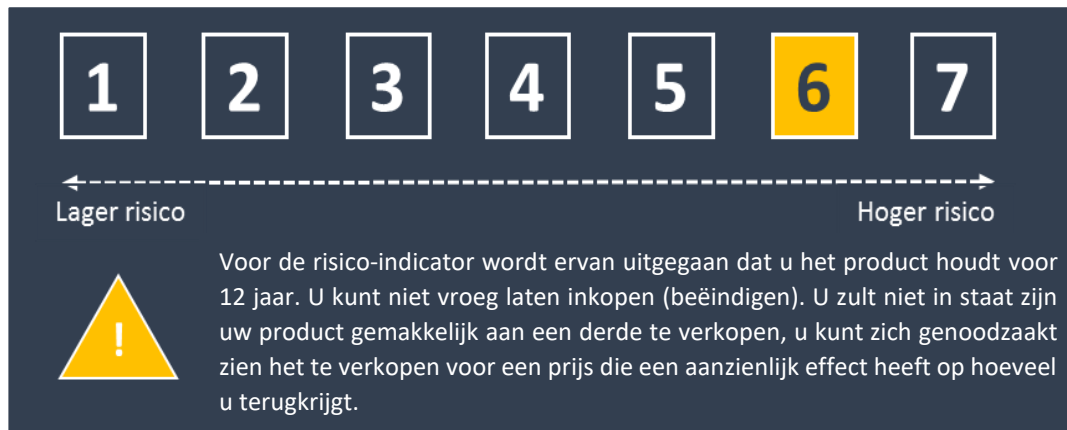 1 2 3 4 5 6 7
Lager risico Hoger risico
!
Voor de risico-indicator wordt ervan uitgegaan dat u het product houdt voor
12 jaar. U kunt niet vroeg laten inkopen (beëindigen). U zult niet in staat zijn
uw product gemakkelijk aan een derde te verkopen, u kunt zich genoodzaakt
zien het te verkopen voor een prijs die een aanzienlijk effect heeft op hoeveel
u terugkrijgt.